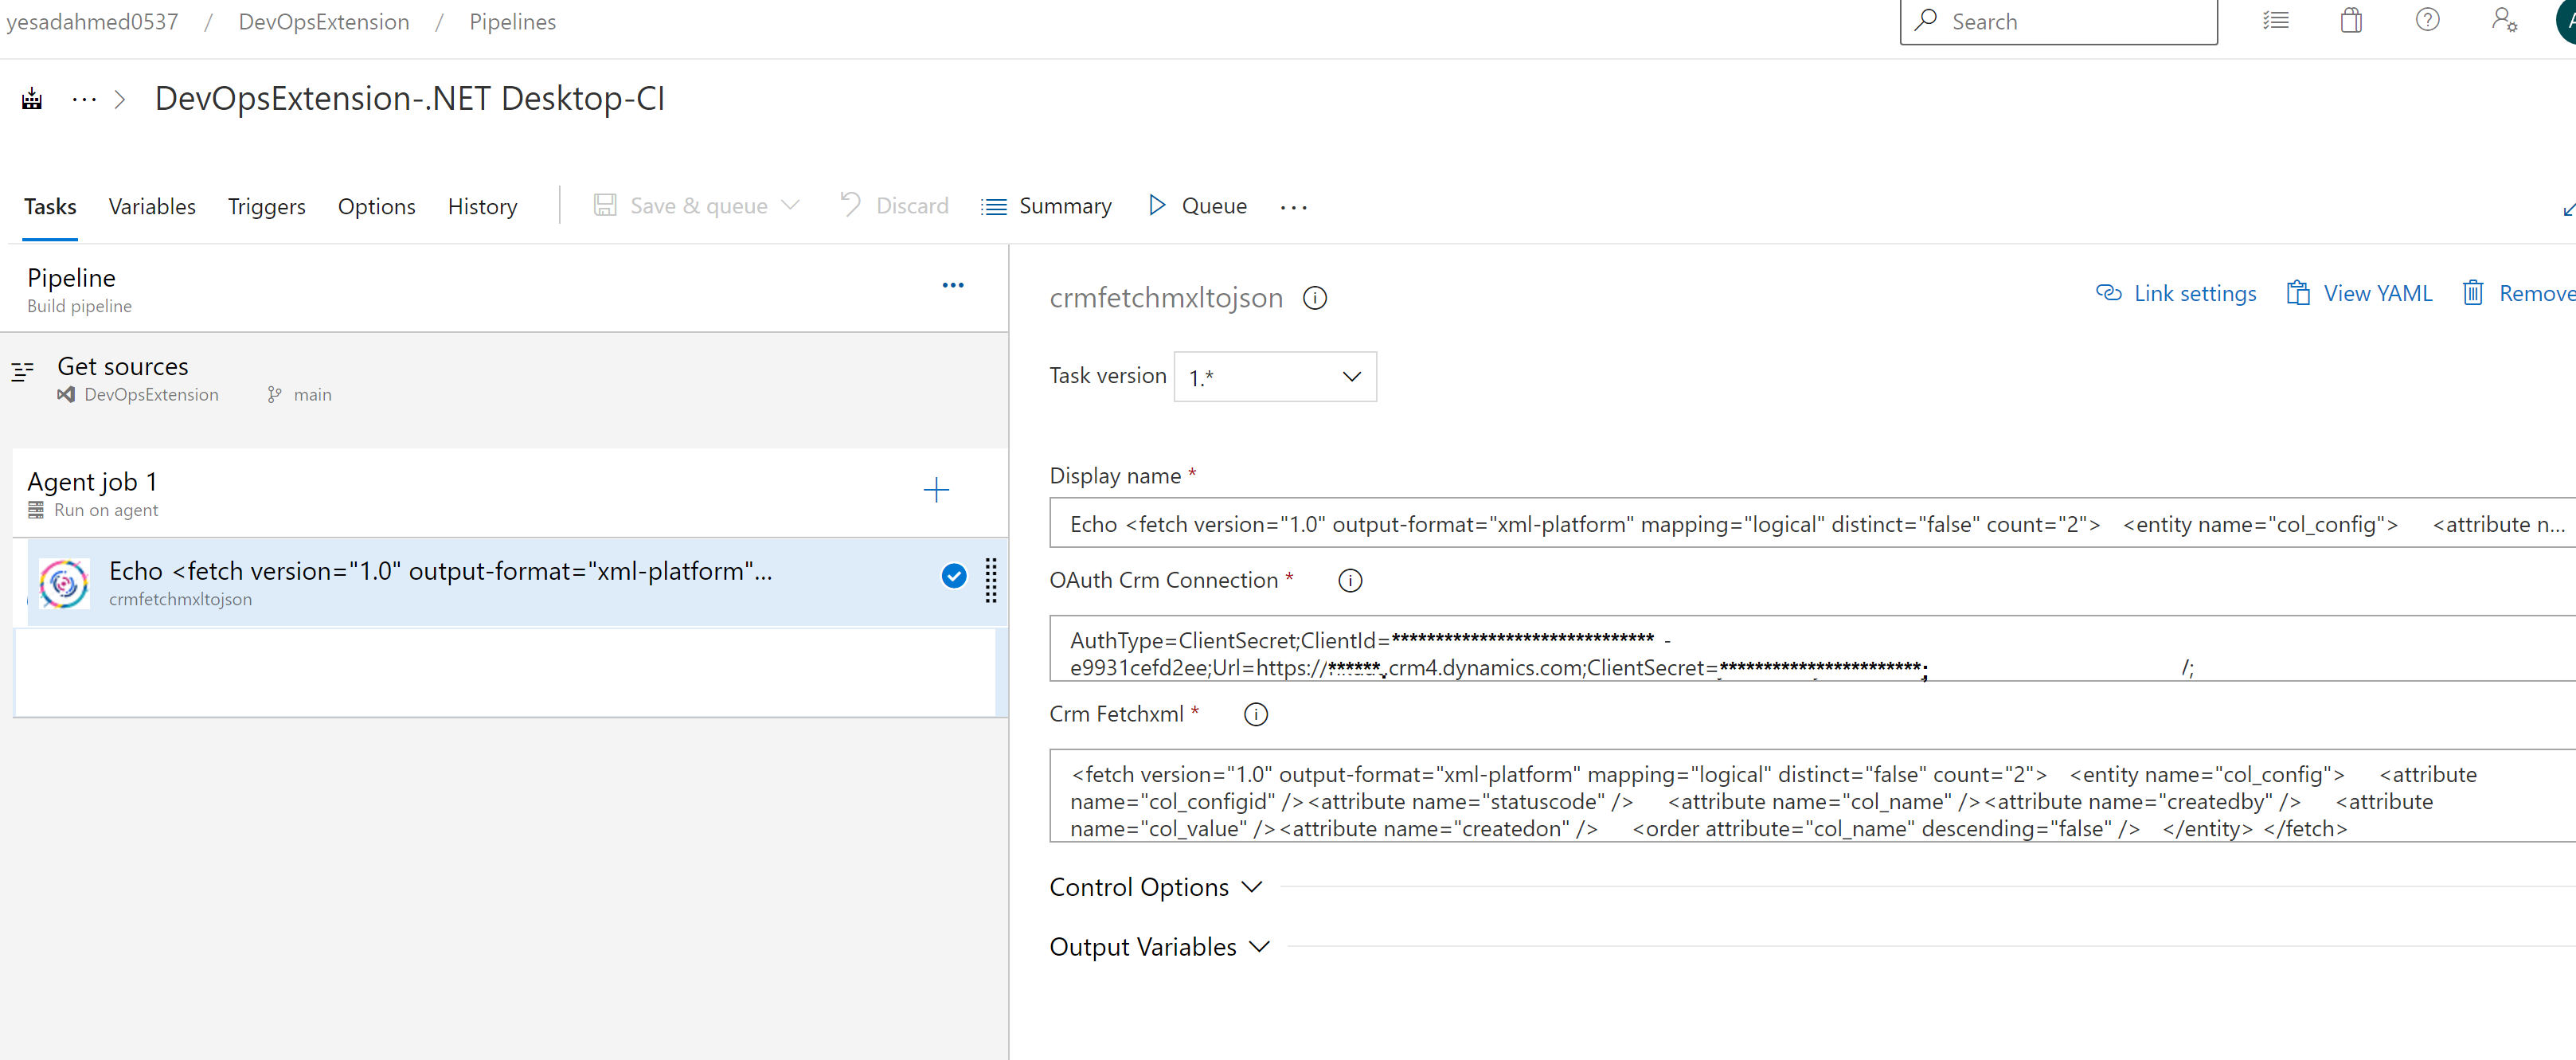 yesadahmed0537 / DevOpsExtension / Pipelines
Search
DevOpsExtension-.NET Desktop-CI
Tasks Variables Triggers Options History Save & queue Discard Summary Queue
Pipeline
Build pipeline
Get sources
DevOpsExtension main
Agent job 1
Run on agent
Echo <fetch version="1.0" output-format="xml-platform"...
crmfetchmxltojson
crmfetchmxltojson
Link settings View YAML Remove
Task version 1.*
Display name *
Echo <fetch version="1.0" output-format="xml-platform" mapping="logical" distinct="false" count="2"> <entity name="col_config"> <attribute n...
OAuth Crm Connection *
AuthType=ClientSecret;ClientId=****************************** -
e9931cefd2ee;Url=https://******.crm4.dynamics.com;ClientSecret=***********************; /;
Crm Fetchxml *
<fetch version="1.0" output-format="xml-platform" mapping="logical" distinct="false" count="2"> <entity name="col_config"> <attribute
name="col_configid" /><attribute name="statuscode" /> <attribute name="col_name" /><attribute name="createdby" /> <attribute
name="col_value" /><attribute name="createdon" /> <order attribute="col_name" descending="false" /> </entity> </fetch>
Control Options
Output Variables